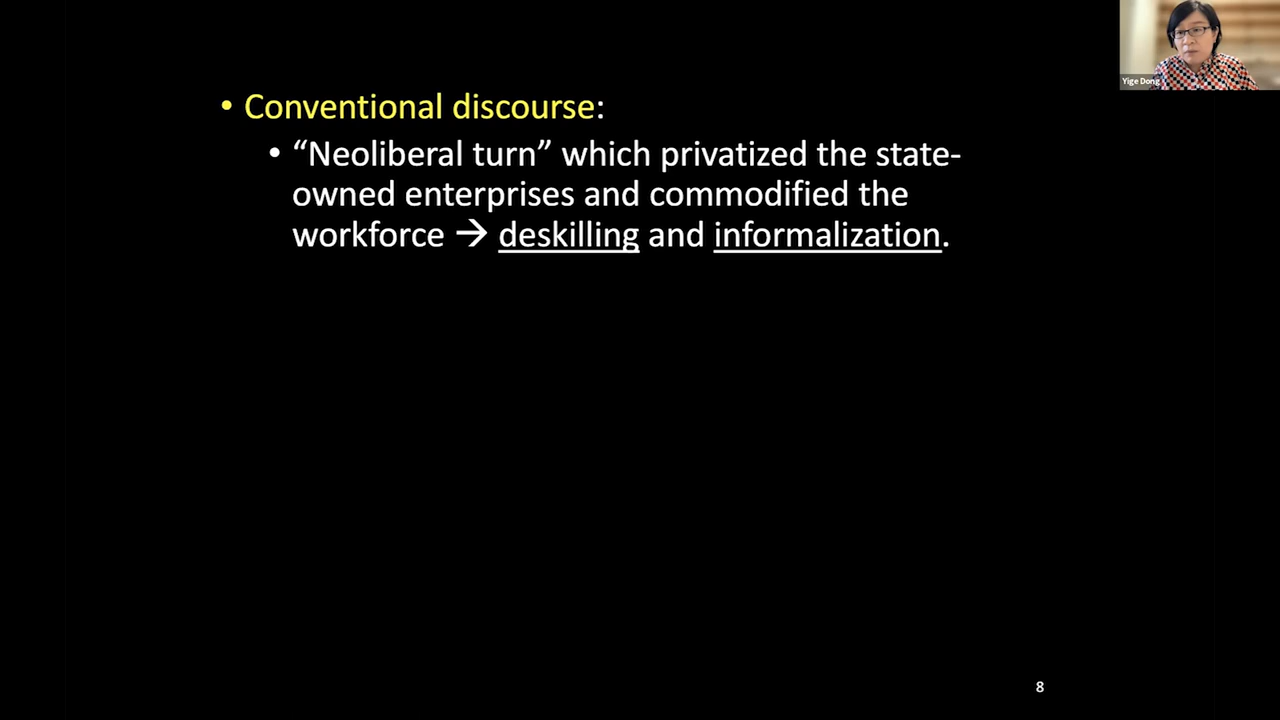 Yige Dong
• Conventional discourse:
• “Neoliberal turn” which privatized the state-
owned enterprises and commodified the
workforce → deskilling and informalization.
8